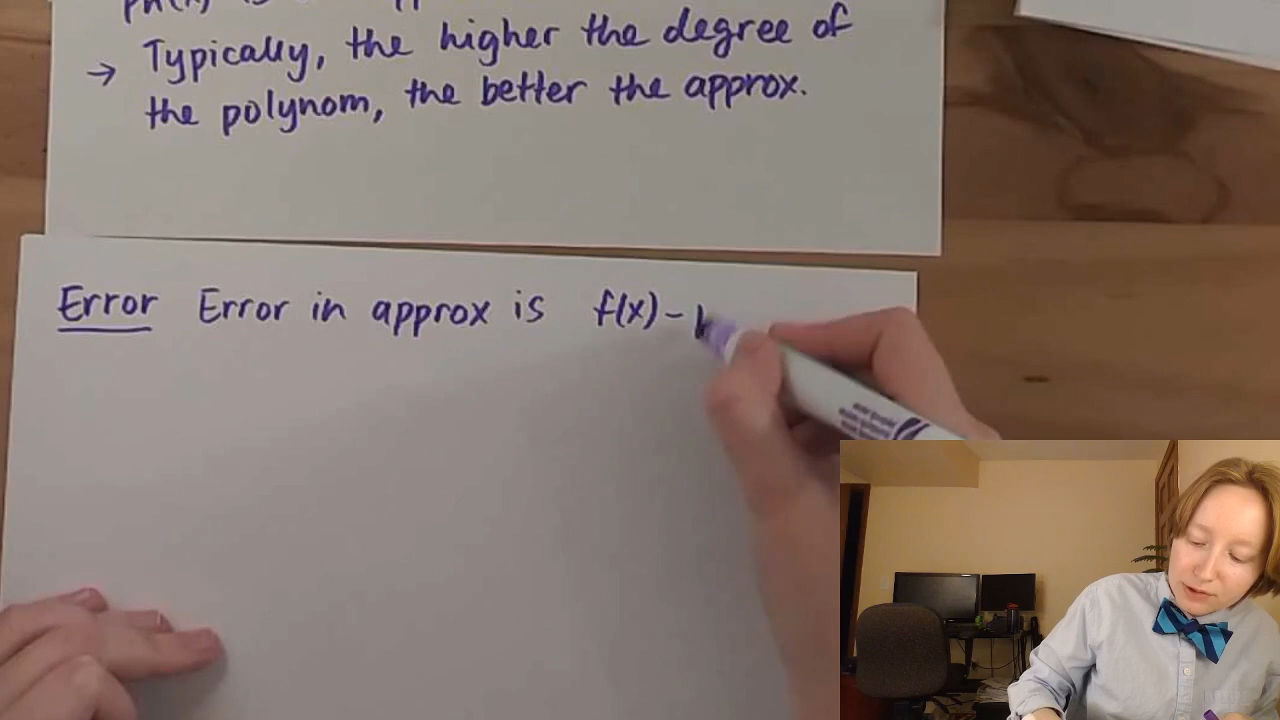 Typically, the higher the degree of
→ the polynom, the better the approx.
Error Error in approx is f(x) -